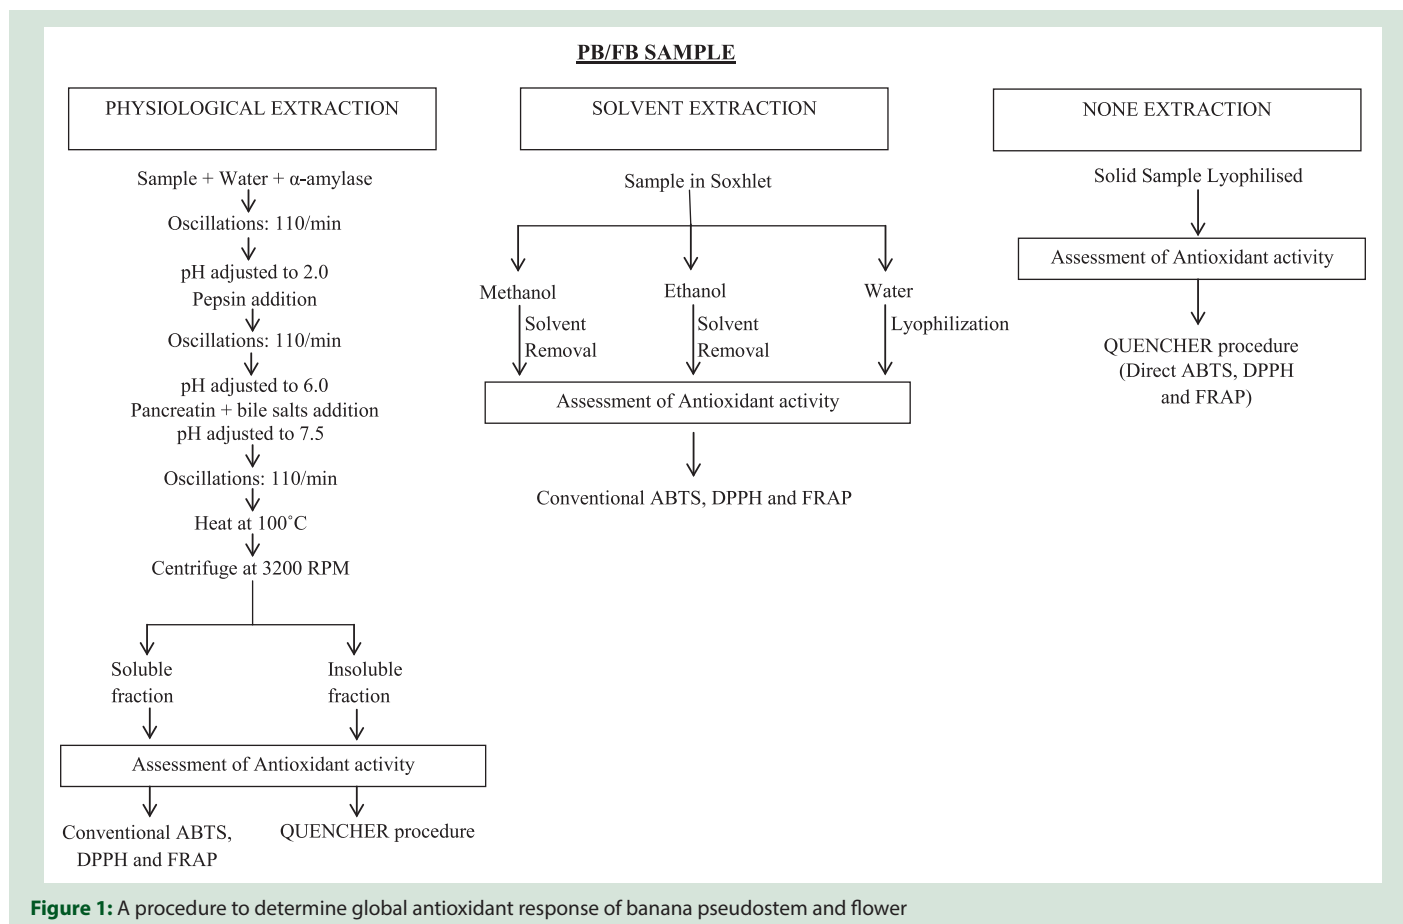 PB/FB SAMPLE
PHYSIOLOGICAL EXTRACTION
Sample + Water + α-amylase
Oscillations: 110/min
pH adjusted to 2.0
Pepsin addition
Oscillations: 110/min
pH adjusted to 6.0
Pancreatin + bile salts addition
pH adjusted to 7.5
Oscillations: 110/min
Heat at 100˚C
Centrifuge at 3200 RPM
Soluble
fraction
Insoluble
fraction
Assessment of Antioxidant activity
Conventional ABTS,
DPPH and FRAP
QUENCHER procedure
SOLVENT EXTRACTION
Sample in Soxhlet
Methanol
Solvent
Removal
Ethanol
Solvent
Removal
Water
Lyophilization
Assessment of Antioxidant activity
Conventional ABTS, DPPH and FRAP
NONE EXTRACTION
Solid Sample Lyophilised
Assessment of Antioxidant activity
QUENCHER procedure
(Direct ABTS, DPPH
and FRAP)
Figure 1: A procedure to determine global antioxidant response of banana pseudostem and flower